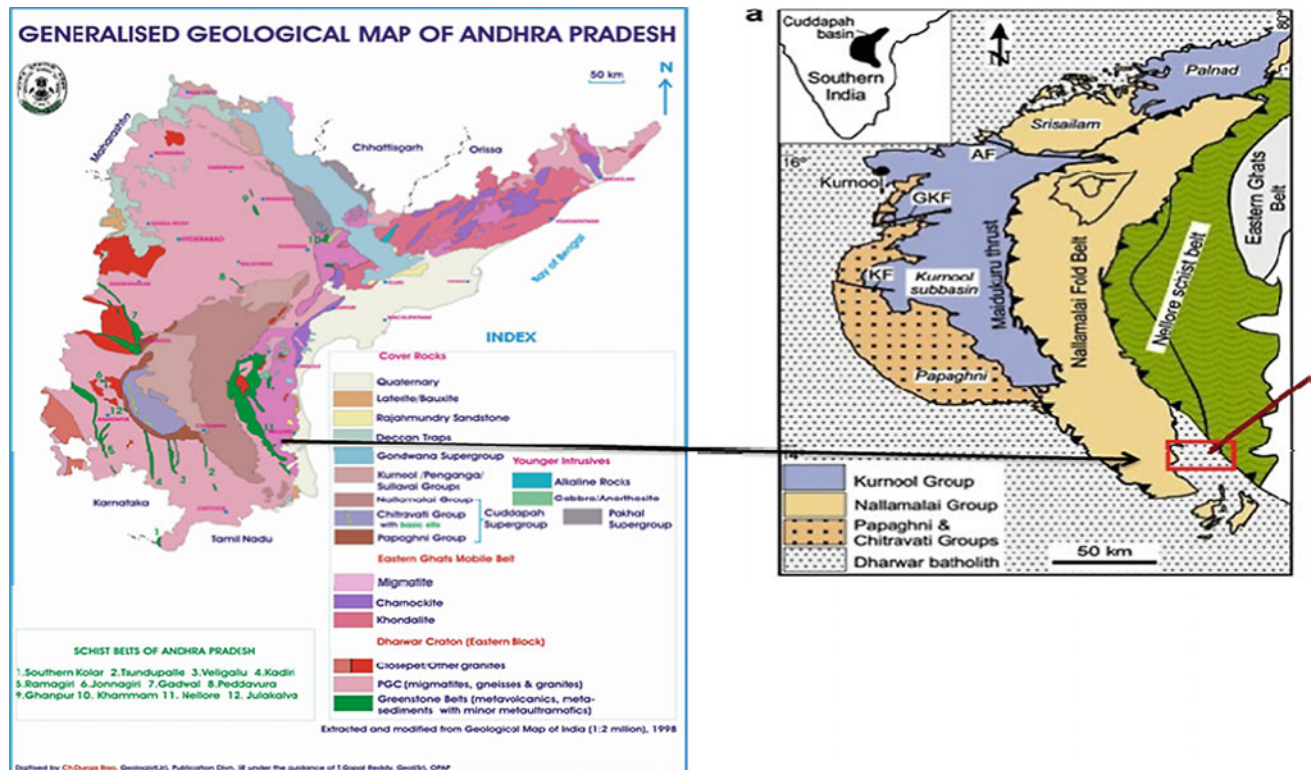 GENERALISED GEOLOGICAL MAP OF ANDHRA PRADESH
50 km
N
Maharashtra
Chhattisgarh
Orissa
Bay of Bengal
HYDERABAD
Karnataka
Tamil Nadu
INDEX
Cover Rocks
Quaternary
Laterite/Bauxite
Rajahmundry Sandstone
Deccan Traps
Gondwana Supergroup
Kurnool /Penganga/
Sullavai Groups
Nallamalai Group
Chitravati Group
with basic sills
Papaghni Group
Cuddapah
Supergroup
Younger Intrusives
Alkaline Rocks
Gabbro/Anorthosite
Pakhal
Supergroup
Eastern Ghats Mobile Belt
Migmatite
Charnockite
Khondalite
Dharwar Craton (Eastern Block)
Closepet/Other granites
PGC (migmatites, gneisses & granites)
Greenstone Belts (metavolcanics, meta-
sediments with minor metaultramafics)
Extracted and modified from Geological Map of India (1:2 million), 1998
SCHIST BELTS OF ANDHRA PRADESH
1.Southern Kolar 2.Tsundupalle 3.Veligallu 4.Kadiri
5.Ramagiri 6.Jonnagiri 7.Gadwal 8.Peddavura
9.Ghanpur 10. Khammam 11. Nellore 12. Julakalva
a
Cuddapah
basin
Southern
India
N
80°
Palnad
Srisailam
AF
16°
Kurnool
GKF
KF
Kurnool
subbasin
Maidukuru thrust
Nallamalai Fold Belt
Nellore schist belt
Eastern Ghats
Belt
Papaghni
14°
Kurnool Group
Nallamalai Group
Papaghni &
Chitravati Groups
Dharwar batholith
50 km